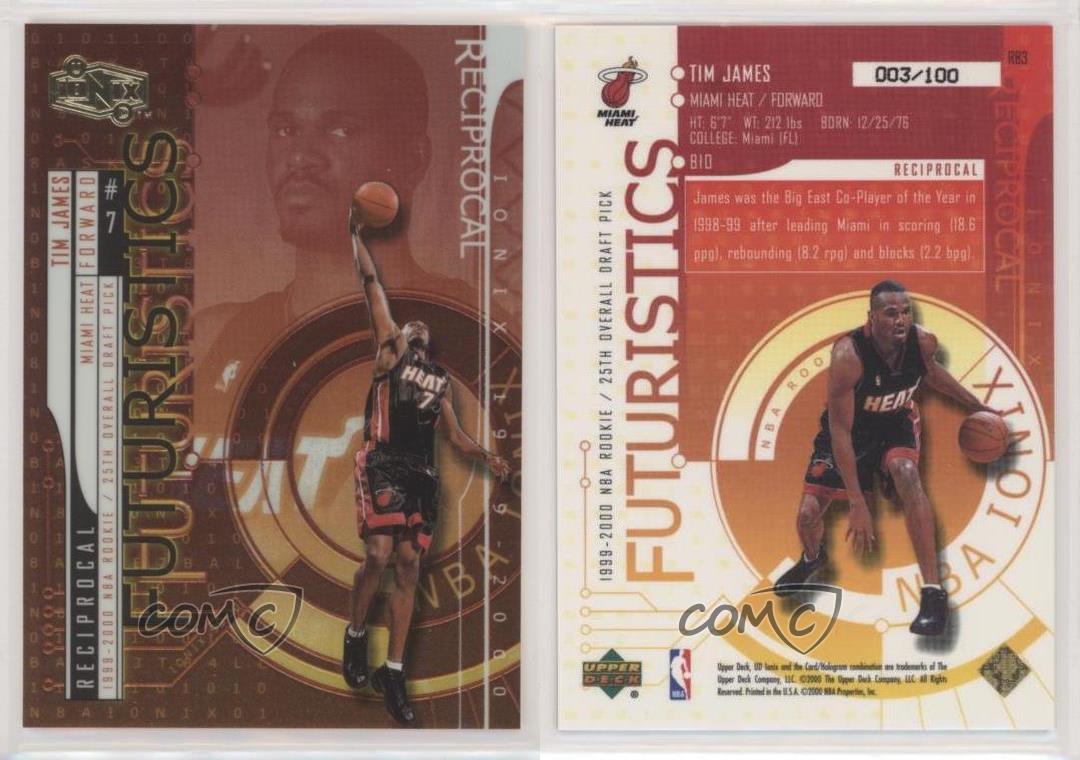 IONIX
TIM JAMES
FORWARD
#7
MIAMI HEAT
RECIPROCAL
1999-2000 NBA ROOKIE / 25TH OVERALL DRAFT PICK
FUTURISTICS
RECIPROCAL
IONIX 1999-2000
HEAT
7
NBA
COMC
MIAMI
HEAT
TIM JAMES
003/100
RB3
MIAMI HEAT / FORWARD
HT: 6'7" WT: 212 lbs BORN: 12/25/76
COLLEGE: Miami (FL)
BIO
RECIPROCAL
James was the Big East Co-Player of the Year in
1998-99 after leading Miami in scoring (18.6
ppg), rebounding (8.2 rpg) and blocks (2.2 bpg).
RECIPROCAL
1999-2000 NBA ROOKIE / 25TH OVERALL DRAFT PICK
FUTURISTICS
NBA ROO
HEAT
IONIX
NBA
COMC
UPPER
DECK
®
NBA
Upper Deck, UD Ionix and the Card/Hologram combination are trademarks of The
Upper Deck Company, LLC. ©2000 The Upper Deck Company, LLC. All Rights
Reserved. Printed in the U.S.A. ©2000 NBA Properties, Inc.